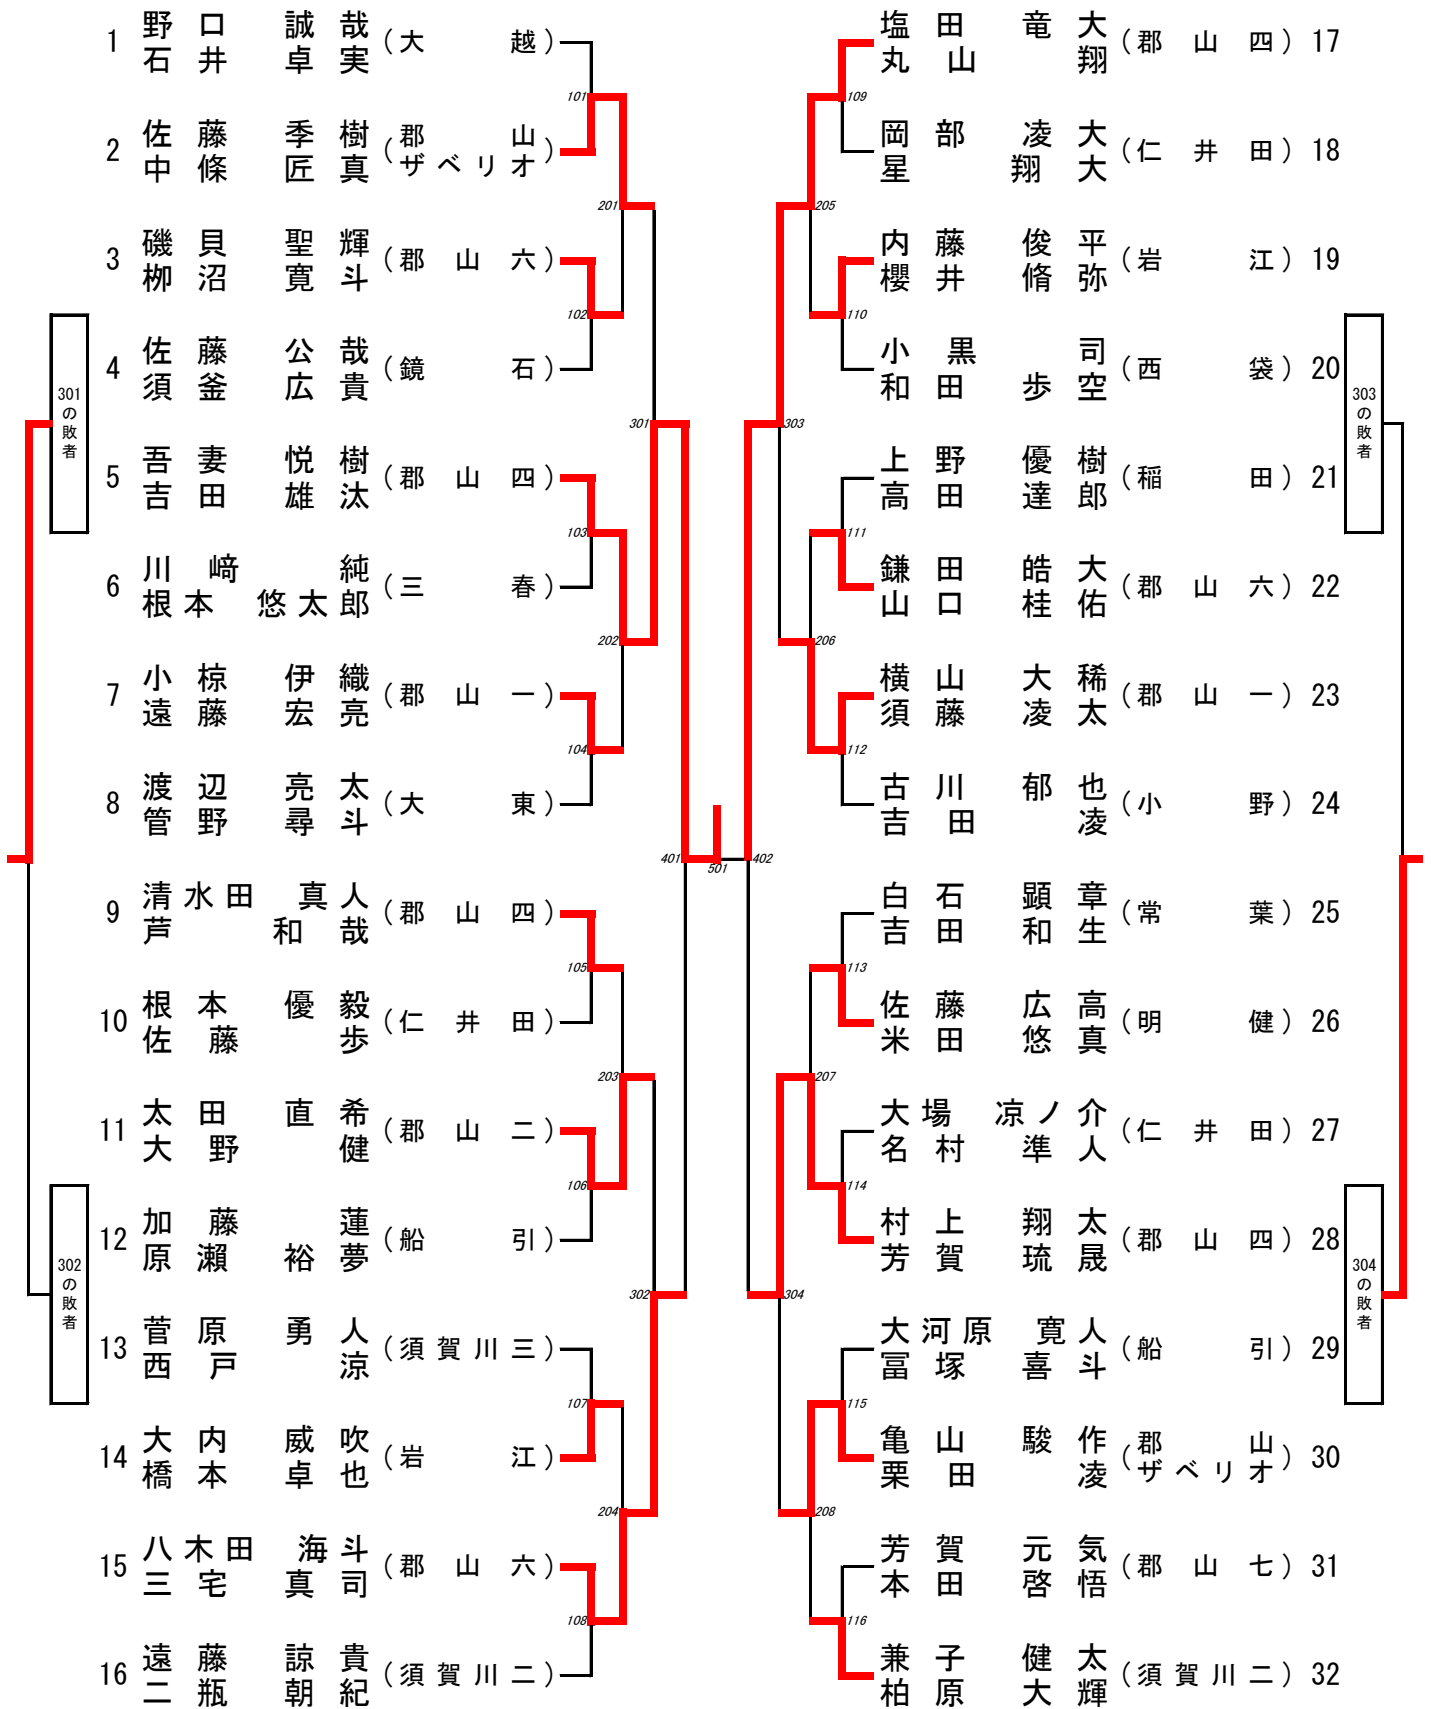 1 野口 誠哉 (大越)
石井 卓実
101
2 佐藤 季樹 (郡山
中條 匠真 ザベリオ)
201
3 磯貝 聖輝 (郡山六)
栁沼 寛斗
102
4 佐藤 公哉 (鏡石)
須釜 広貴
301の敗者
301
5 吾妻 悦樹 (郡山四)
吉田 雄汰
103
6 川﨑 純 (三春)
根本 悠太郎
202
7 小椋 伊織 (郡山一)
遠藤 宏亮
104
8 渡辺 亮太 (大東)
管野 尋斗
401
9 清水田 真人 (郡山四)
芦 和哉
105
10 根本 優毅 (仁井田)
佐藤 歩
203
11 太田 直希 (郡山二)
大野 健
106
12 加藤 蓮 (船引)
原瀬 裕夢
302の敗者
302
13 菅原 勇人 (須賀川三)
西戸 涼
107
14 大内 威吹 (岩江)
橋本 卓也
204
15 八木田 海斗 (郡山六)
三宅 真司
108
16 遠藤 諒貴 (須賀川二)
二瓶 朝紀
501
塩田 竜大 (郡山四) 17
丸山 翔
109
岡部 凌大 (仁井田) 18
星 翔大
205
内藤 俊平 (岩江) 19
櫻井 脩弥
110
小黒 司 (西袋) 20
和田 歩空
303の敗者
303
上野 優樹 (稲田) 21
高田 達郎
111
鎌田 皓大 (郡山六) 22
山口 桂佑
206
横山 大稀 (郡山一) 23
須藤 凌太
112
古川 郁也 (小野) 24
吉田 凌
402
白石 顕章 (常葉) 25
吉田 和生
113
佐藤 広高 (明健) 26
米田 悠真
207
大場 凉ノ介 (仁井田) 27
名村 準人
114
村上 翔太 (郡山四) 28
芳賀 琉晟
304の敗者
304
大河原 寛人 (船引) 29
冨塚 喜斗
115
亀山 駿作 (郡山
栗田 凌 ザベリオ) 30
208
芳賀 元気 (郡山七) 31
本田 啓悟
116
兼子 健太 (須賀川二) 32
柏原 大輝